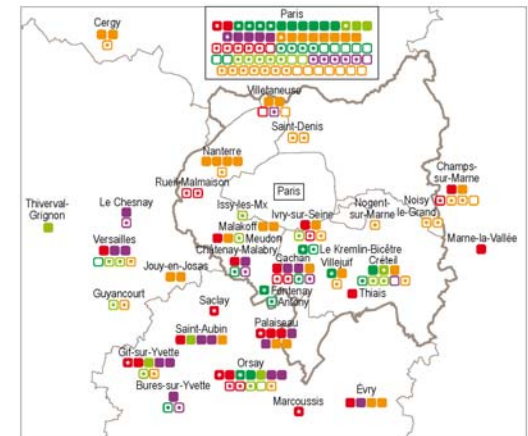 Cergy
Paris
Villetaneuse
Saint-Denis
Nanterre
Rueil-Malmaison
Paris
Champs-
sur-Marne
Thiverval-
Grignon
Le Chesnay
Issy-les-Mx
Ivry-sur-Seine
Nogent-
sur-Marne
Noisy
le-Grand
Malakoff
Meudon
Versailles
Châtenay-Malabry
Le Kremlin-Bicêtre
Marne-la-Vallée
Cachan
Villejuif
Créteil
Jouy-en-Josas
Fontenay
Antony
Thiais
Guyancourt
Saclay
Saint-Aubin
Palaiseau
Gif-sur-Yvette
Orsay
Bures-sur-Yvette
Marcoussis
Évry